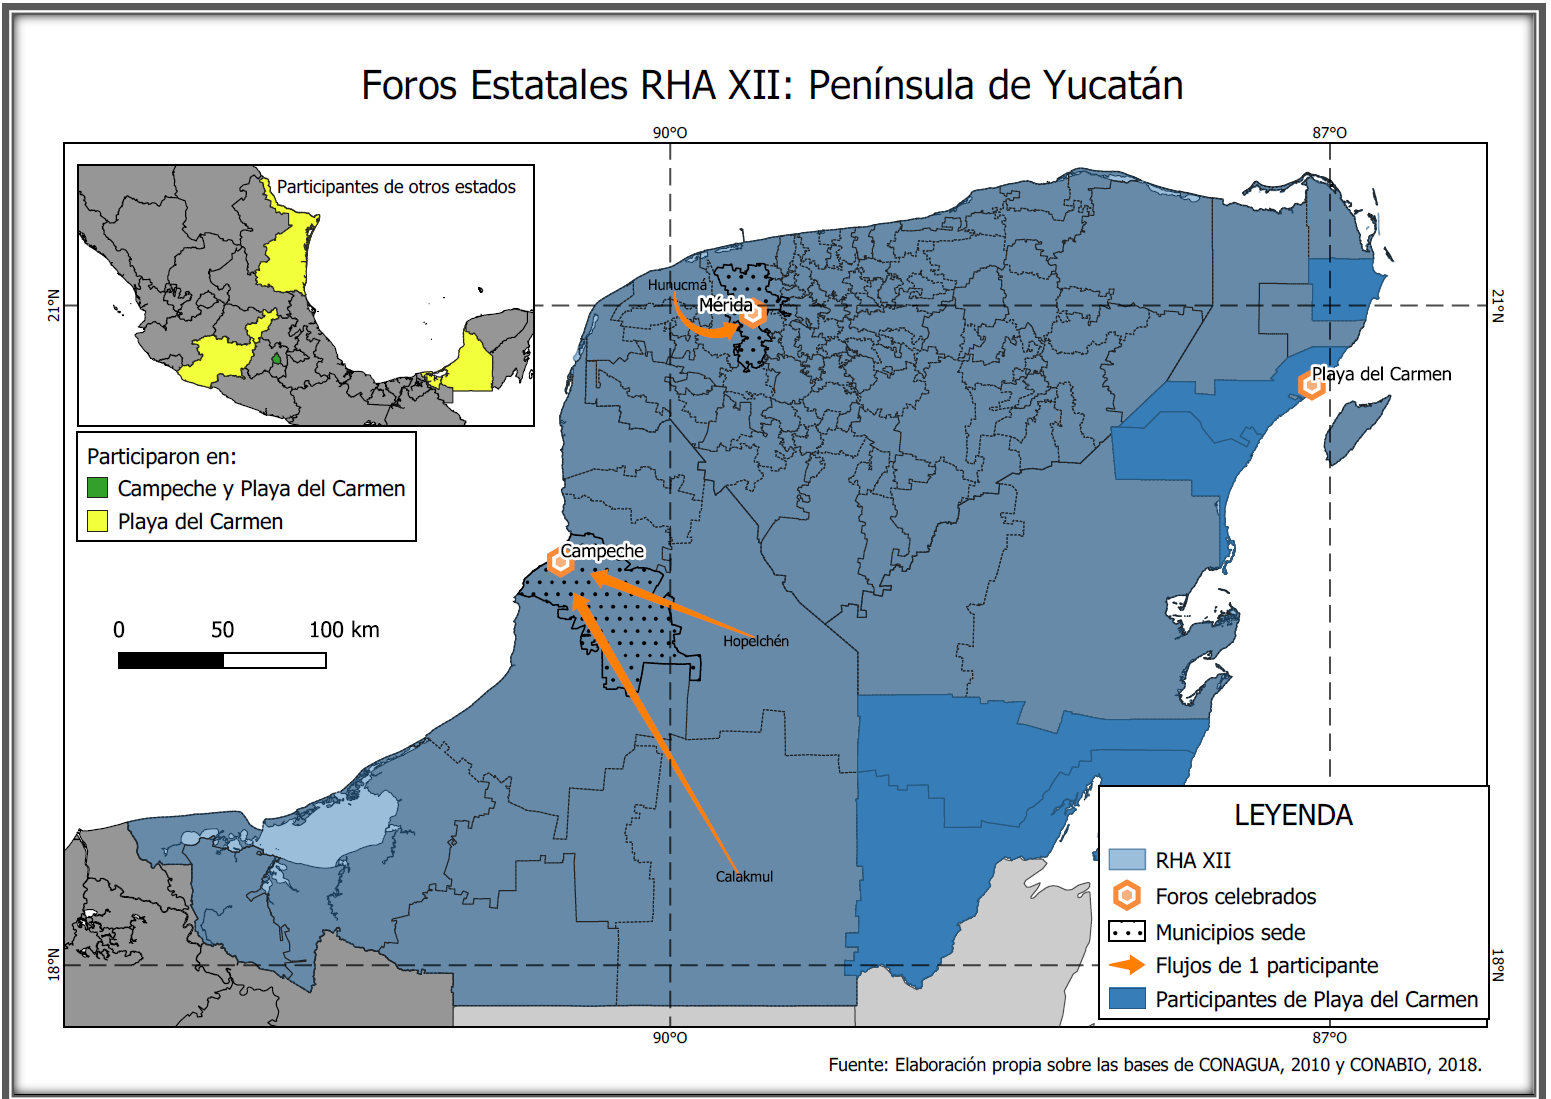 Foros Estatales RHA XII: Península de Yucatán
90°O
87°O
Participantes de otros estados
21°N
21°N
Hunucmá
Mérida
Playa del Carmen
Participaron en:
Campeche y Playa del Carmen
Playa del Carmen
Campeche
0 50 100 km
Hopelchén
Calakmul
LEYENDA
RHA XII
Foros celebrados
Municipios sede
Flujos de 1 participante
Participantes de Playa del Carmen
18°N
18°N
90°O
87°O
Fuente: Elaboración propia sobre las bases de CONAGUA, 2010 y CONABIO, 2018.